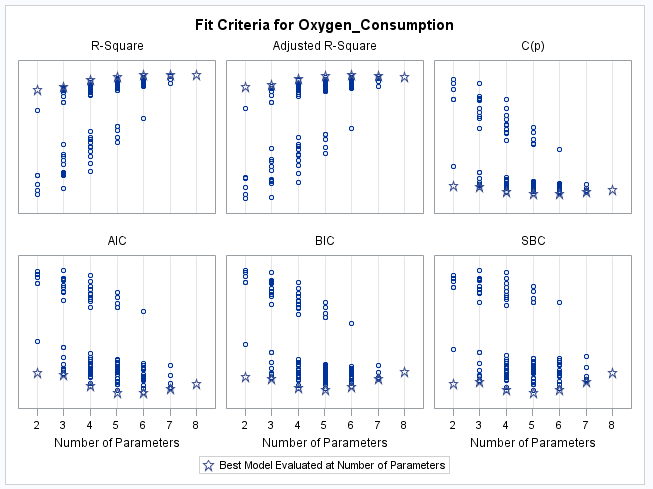 Fit Criteria for Oxygen_Consumption
R-Square Adjusted R-Square C(p)
AIC BIC SBC
2 3 4 5 6 7 8 2 3 4 5 6 7 8 2 3 4 5 6 7 8
Number of Parameters Number of Parameters Number of Parameters
Best Model Evaluated at Number of Parameters